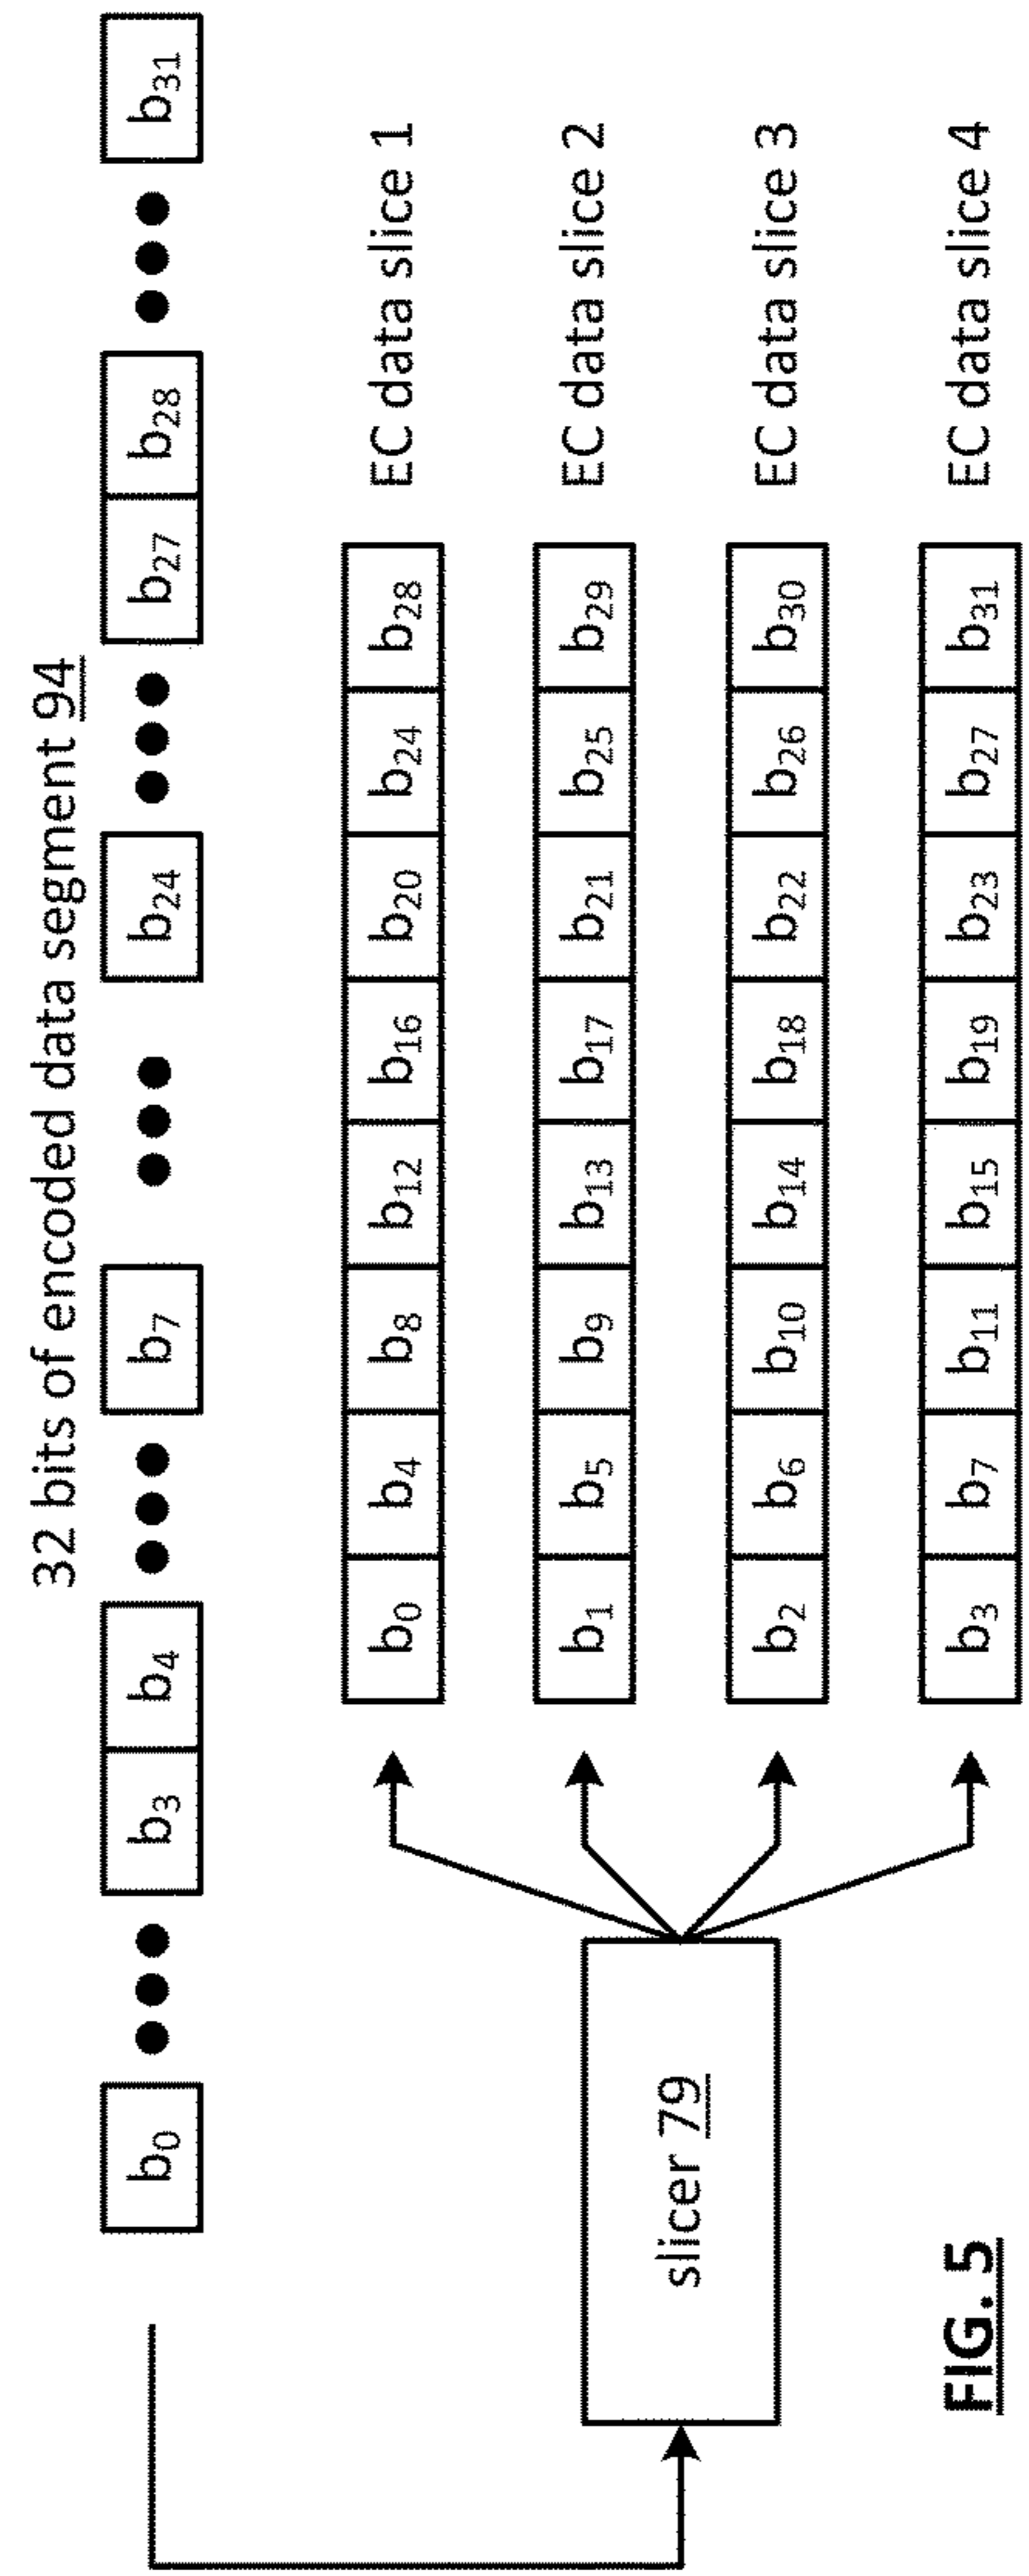 32 bits of encoded data segment 94
b0 ••• b3 b4 ••• b7 ••• b24 ••• b27 b28 ••• b31
b0 b4 b8 b12 b16 b20 b24 b28 EC data slice 1
b1 b5 b9 b13 b17 b21 b25 b29 EC data slice 2
slicer 79
b2 b6 b10 b14 b18 b22 b26 b30 EC data slice 3
b3 b7 b11 b15 b19 b23 b27 b31 EC data slice 4
FIG. 5